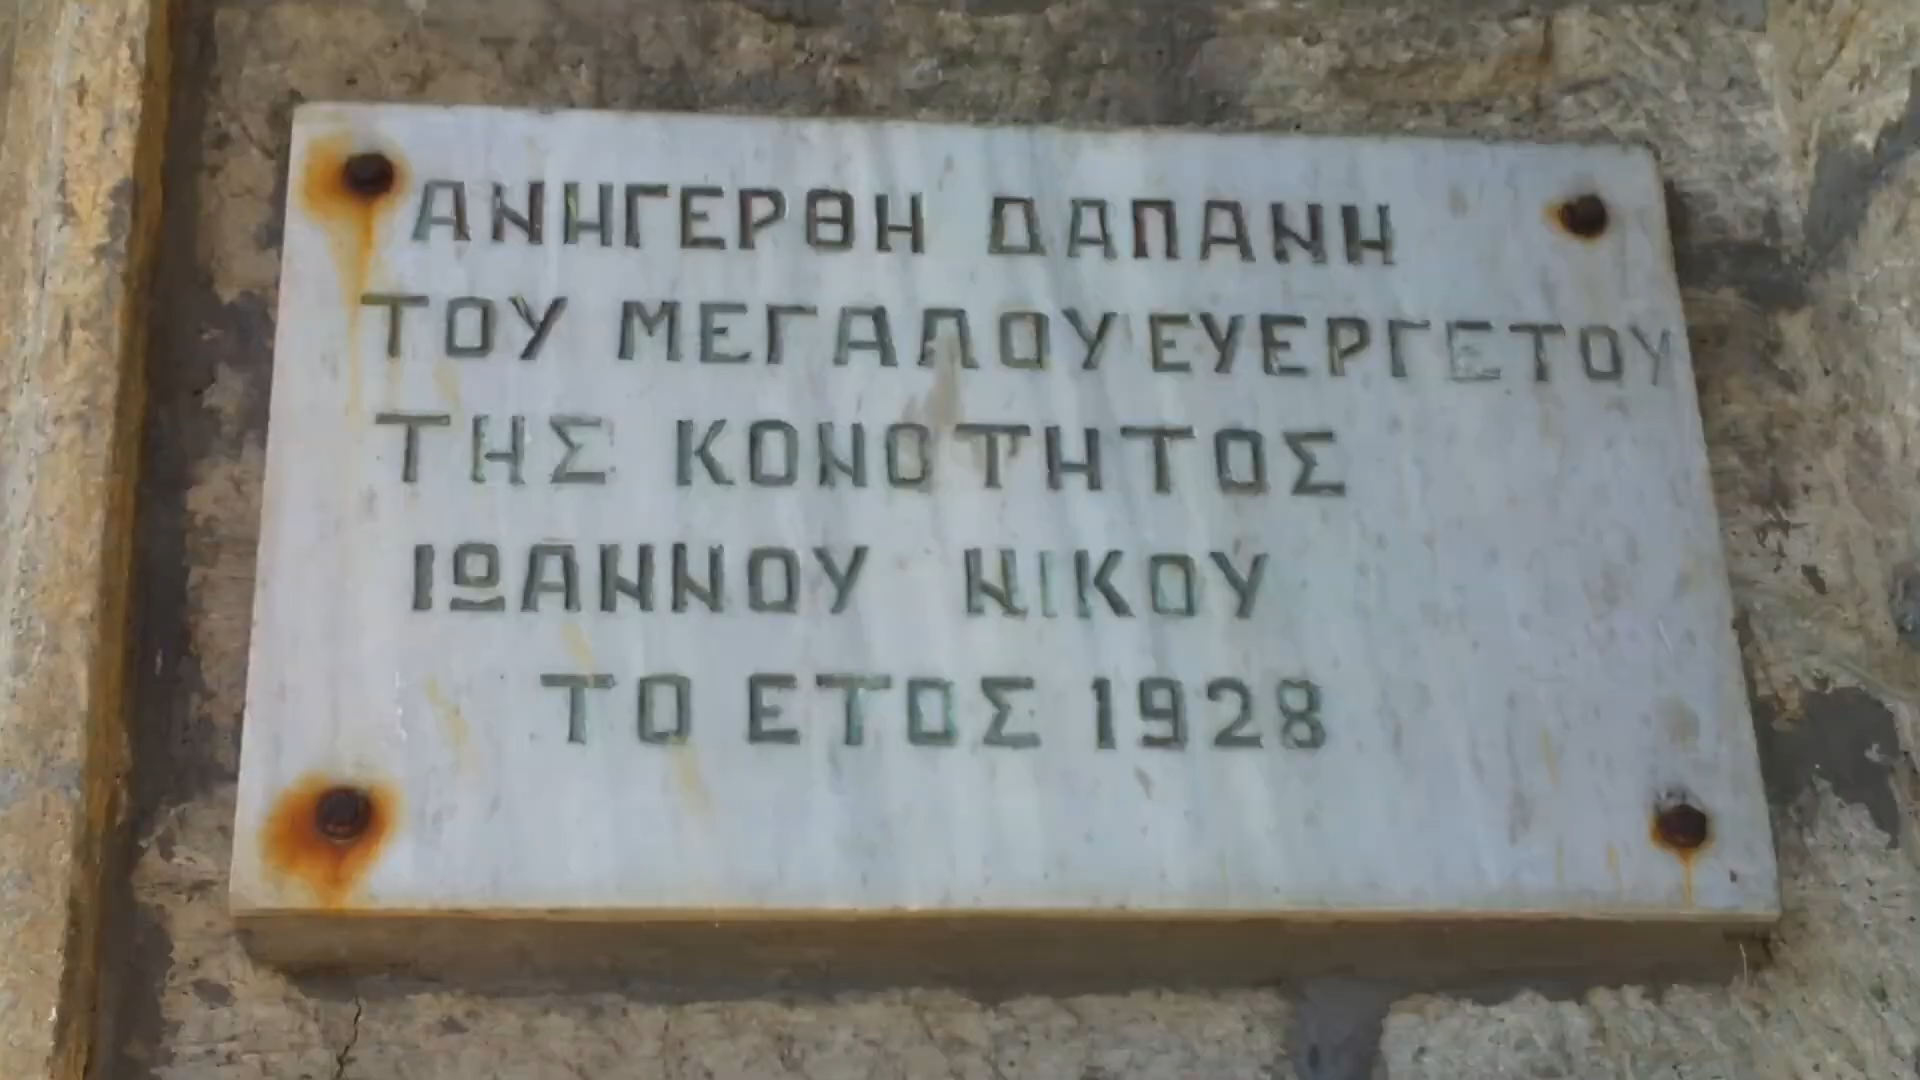 ΑΝΗΓΕΡΘΗ ΔΑΠΑΝΗ
ΤΟΥ ΜΕΓΑΛΟΥ ΕΥΕΡΓΕΤΟΥ
ΤΗΣ ΚΟΝΟΤΗΤΟΣ
ΙΩΑΝΝΟΥ ΝΙΚΟΥ
ΤΟ ΕΤΟΣ 1928